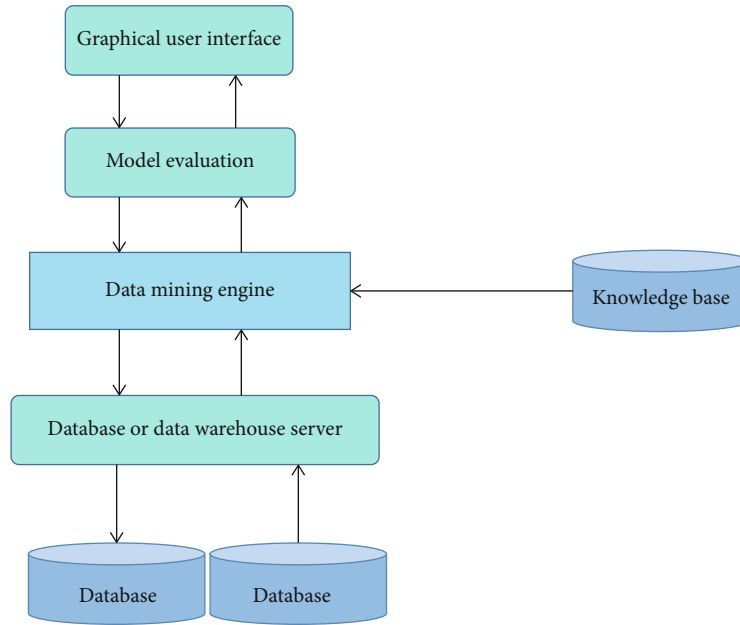 Graphical user interface
Model evaluation
Data mining engine
Knowledge base
Database or data warehouse server
Database
Database